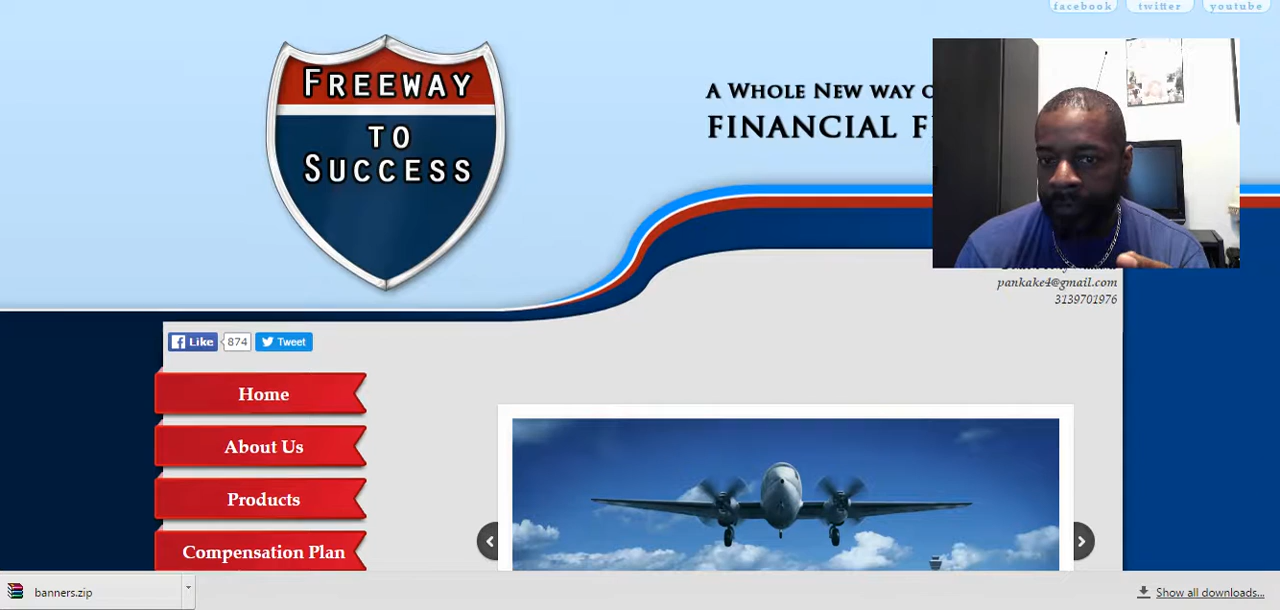 facebook twitter youtube
FREEWAY
TO
SUCCESS
A WHOLE NEW WAY
FINANCIAL
pankake4@gmail.com
3139701976
Like 874 Tweet
Home
About Us
Products
Compensation Plan
banners.zip
Show all downloads...